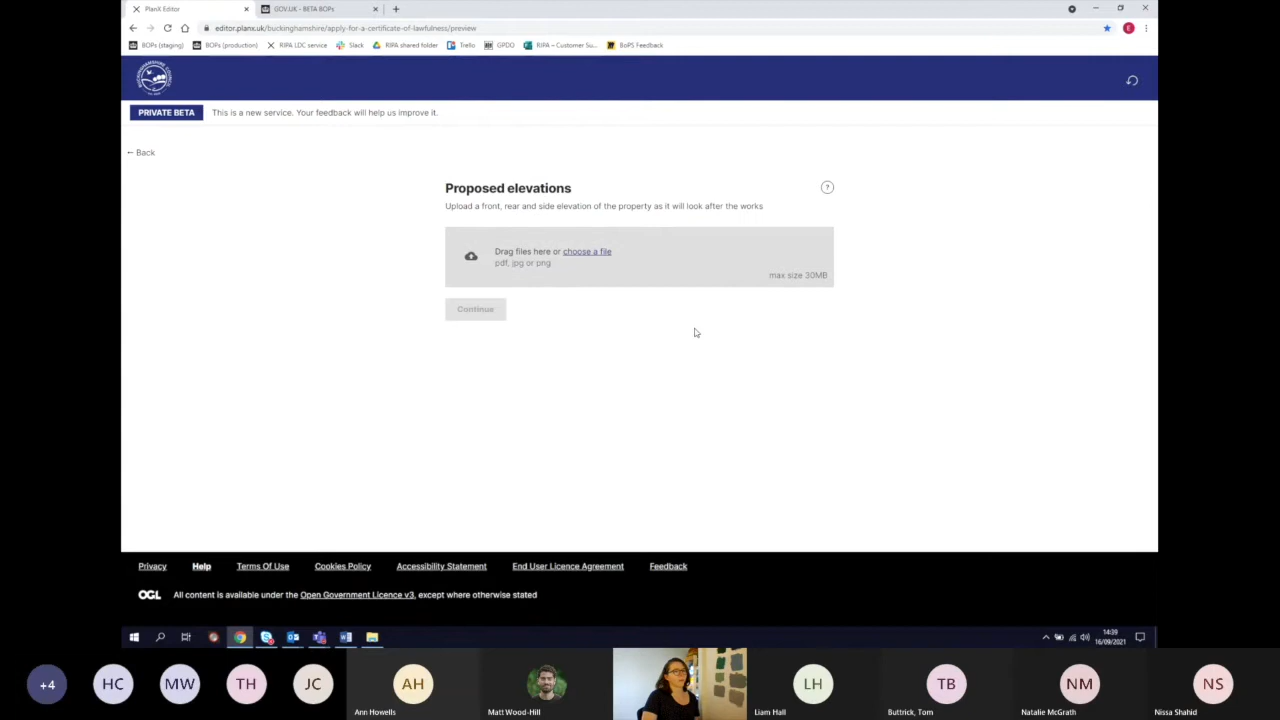 PlanX Editor
GOV.UK - BETA BOPs
editor.planx.uk/buckinghamshire/apply-for-a-certificate-of-lawfulness/preview
E
BOPs (staging) BOPs (production) RIPA LDC service Slack RIPA shared folder Trello GPDO RIPA – Customer Su... BoPS Feedback
PRIVATE BETA This is a new service. Your feedback will help us improve it.
← Back
Proposed elevations
?
Upload a front, rear and side elevation of the property as it will look after the works
Drag files here or choose a file
pdf, jpg or png
max size 30MB
Continue
Privacy Help Terms Of Use Cookies Policy Accessibility Statement End User Licence Agreement Feedback
OGL All content is available under the Open Government Licence v3, except where otherwise stated
14:39
16/09/2021
+4 HC MW TH JC AH LH TB NM NS
Ann Howells Matt Wood-Hill Liam Hall Buttrick, Tom Natalie McGrath Nissa Shahid